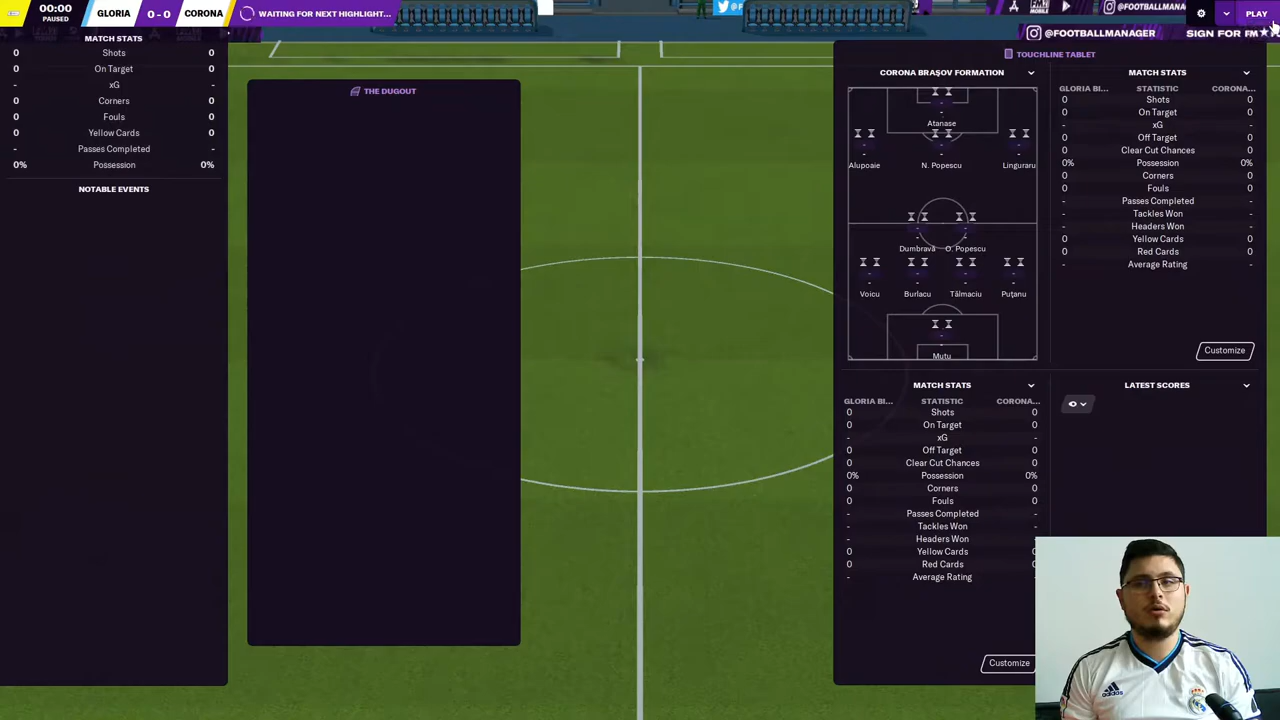 00:00
PAUSED
GLORIA
0 - 0
CORONA
WAITING FOR NEXT HIGHLIGHT...
@FOOTBALLMANA
PLAY
@FOOTBALLMANAGER
SIGN FOR FM
MATCH STATS
0 Shots 0
0 On Target 0
- xG -
0 Corners 0
0 Fouls 0
0 Yellow Cards 0
- Passes Completed -
0% Possession 0%
NOTABLE EVENTS
THE DUGOUT
TOUCHLINE TABLET
CORONA BRAȘOV FORMATION
Atanase
Alupoaie
N. Popescu
Linguraru
Dumbravă
O. Popescu
Voicu
Burlacu
Tălmaciu
Puţanu
Mutu
MATCH STATS
GLORIA BI... STATISTIC CORONA...
0 Shots 0
0 On Target 0
- xG -
0 Off Target 0
0 Clear Cut Chances 0
0% Possession 0%
0 Corners 0
0 Fouls 0
- Passes Completed -
- Tackles Won -
- Headers Won -
0 Yellow Cards 0
0 Red Cards 0
- Average Rating -
Customize
MATCH STATS
GLORIA BI... STATISTIC CORONA...
0 Shots 0
0 On Target 0
- xG -
0 Off Target 0
0 Clear Cut Chances 0
0% Possession 0%
0 Corners 0
0 Fouls 0
- Passes Completed -
- Tackles Won -
- Headers Won -
0 Yellow Cards 0
0 Red Cards 0
- Average Rating -
Customize
LATEST SCORES
adidas